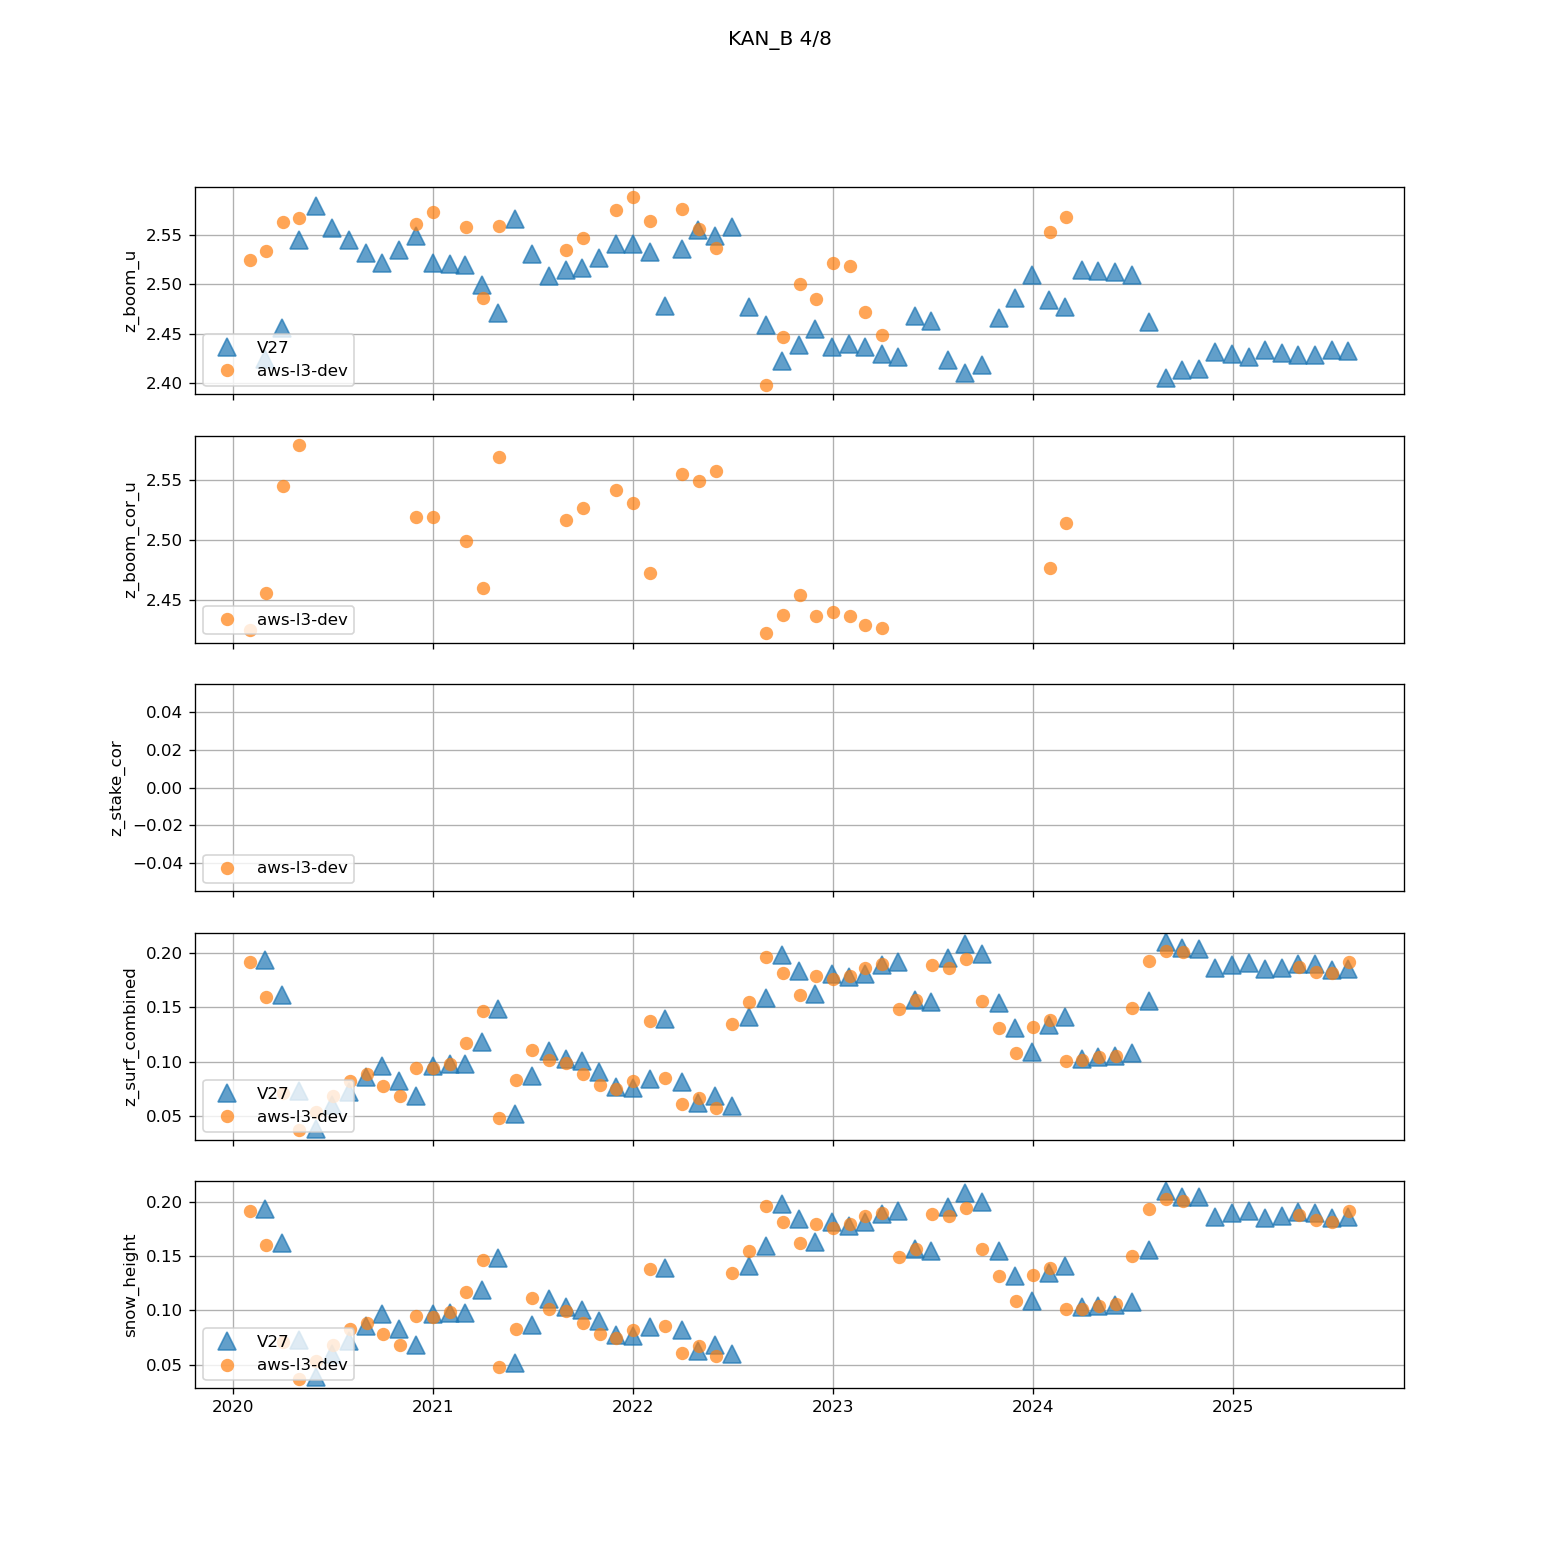 KAN_B 4/8
z_boom_u
2.55
2.50
2.45
2.40
V27
aws-l3-dev
z_boom_cor_u
2.55
2.50
2.45
aws-l3-dev
z_stake_cor
0.04
0.02
0.00
−0.02
−0.04
aws-l3-dev
z_surf_combined
0.20
0.15
0.10
0.05
V27
aws-l3-dev
snow_height
0.20
0.15
0.10
0.05
V27
aws-l3-dev
2020 2021 2022 2023 2024 2025